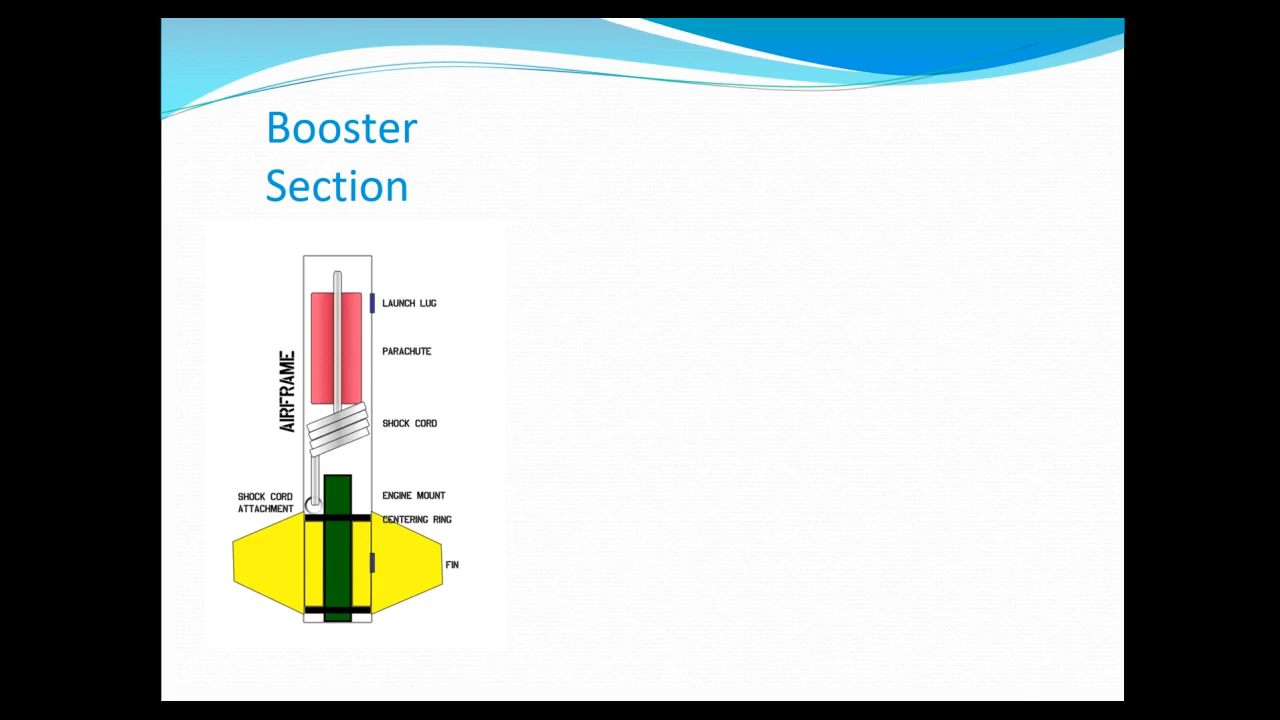 Booster
Section
LAUNCH LUG
PARACHUTE
AIRFRAME
SHOCK CORD
SHOCK CORD
ATTACHMENT
ENGINE MOUNT
CENTERING RING
FIN